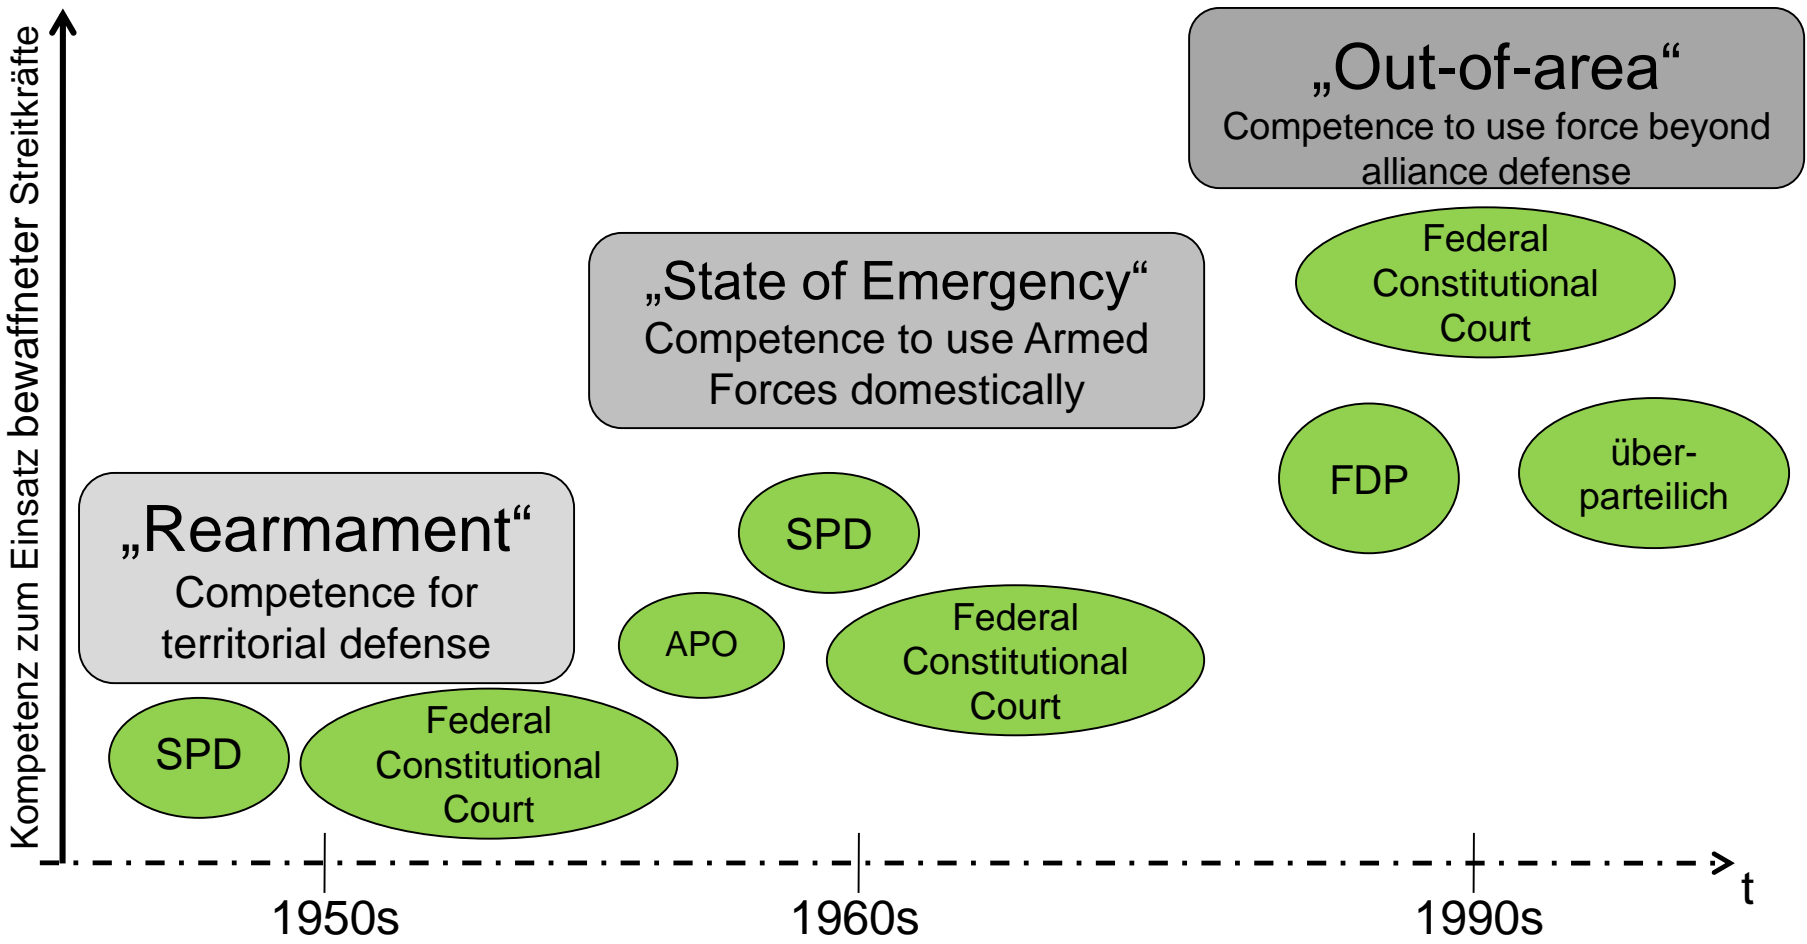 Kompetenz zum Einsatz bewaffneter Streitkräfte
„Out-of-area“
Competence to use force beyond
alliance defense
Federal
Constitutional
Court
FDP
über-
parteilich
„State of Emergency“
Competence to use Armed
Forces domestically
SPD
APO
Federal
Constitutional
Court
„Rearmament“
Competence for
territorial defense
SPD
Federal
Constitutional
Court
1950s
1960s
1990s
t